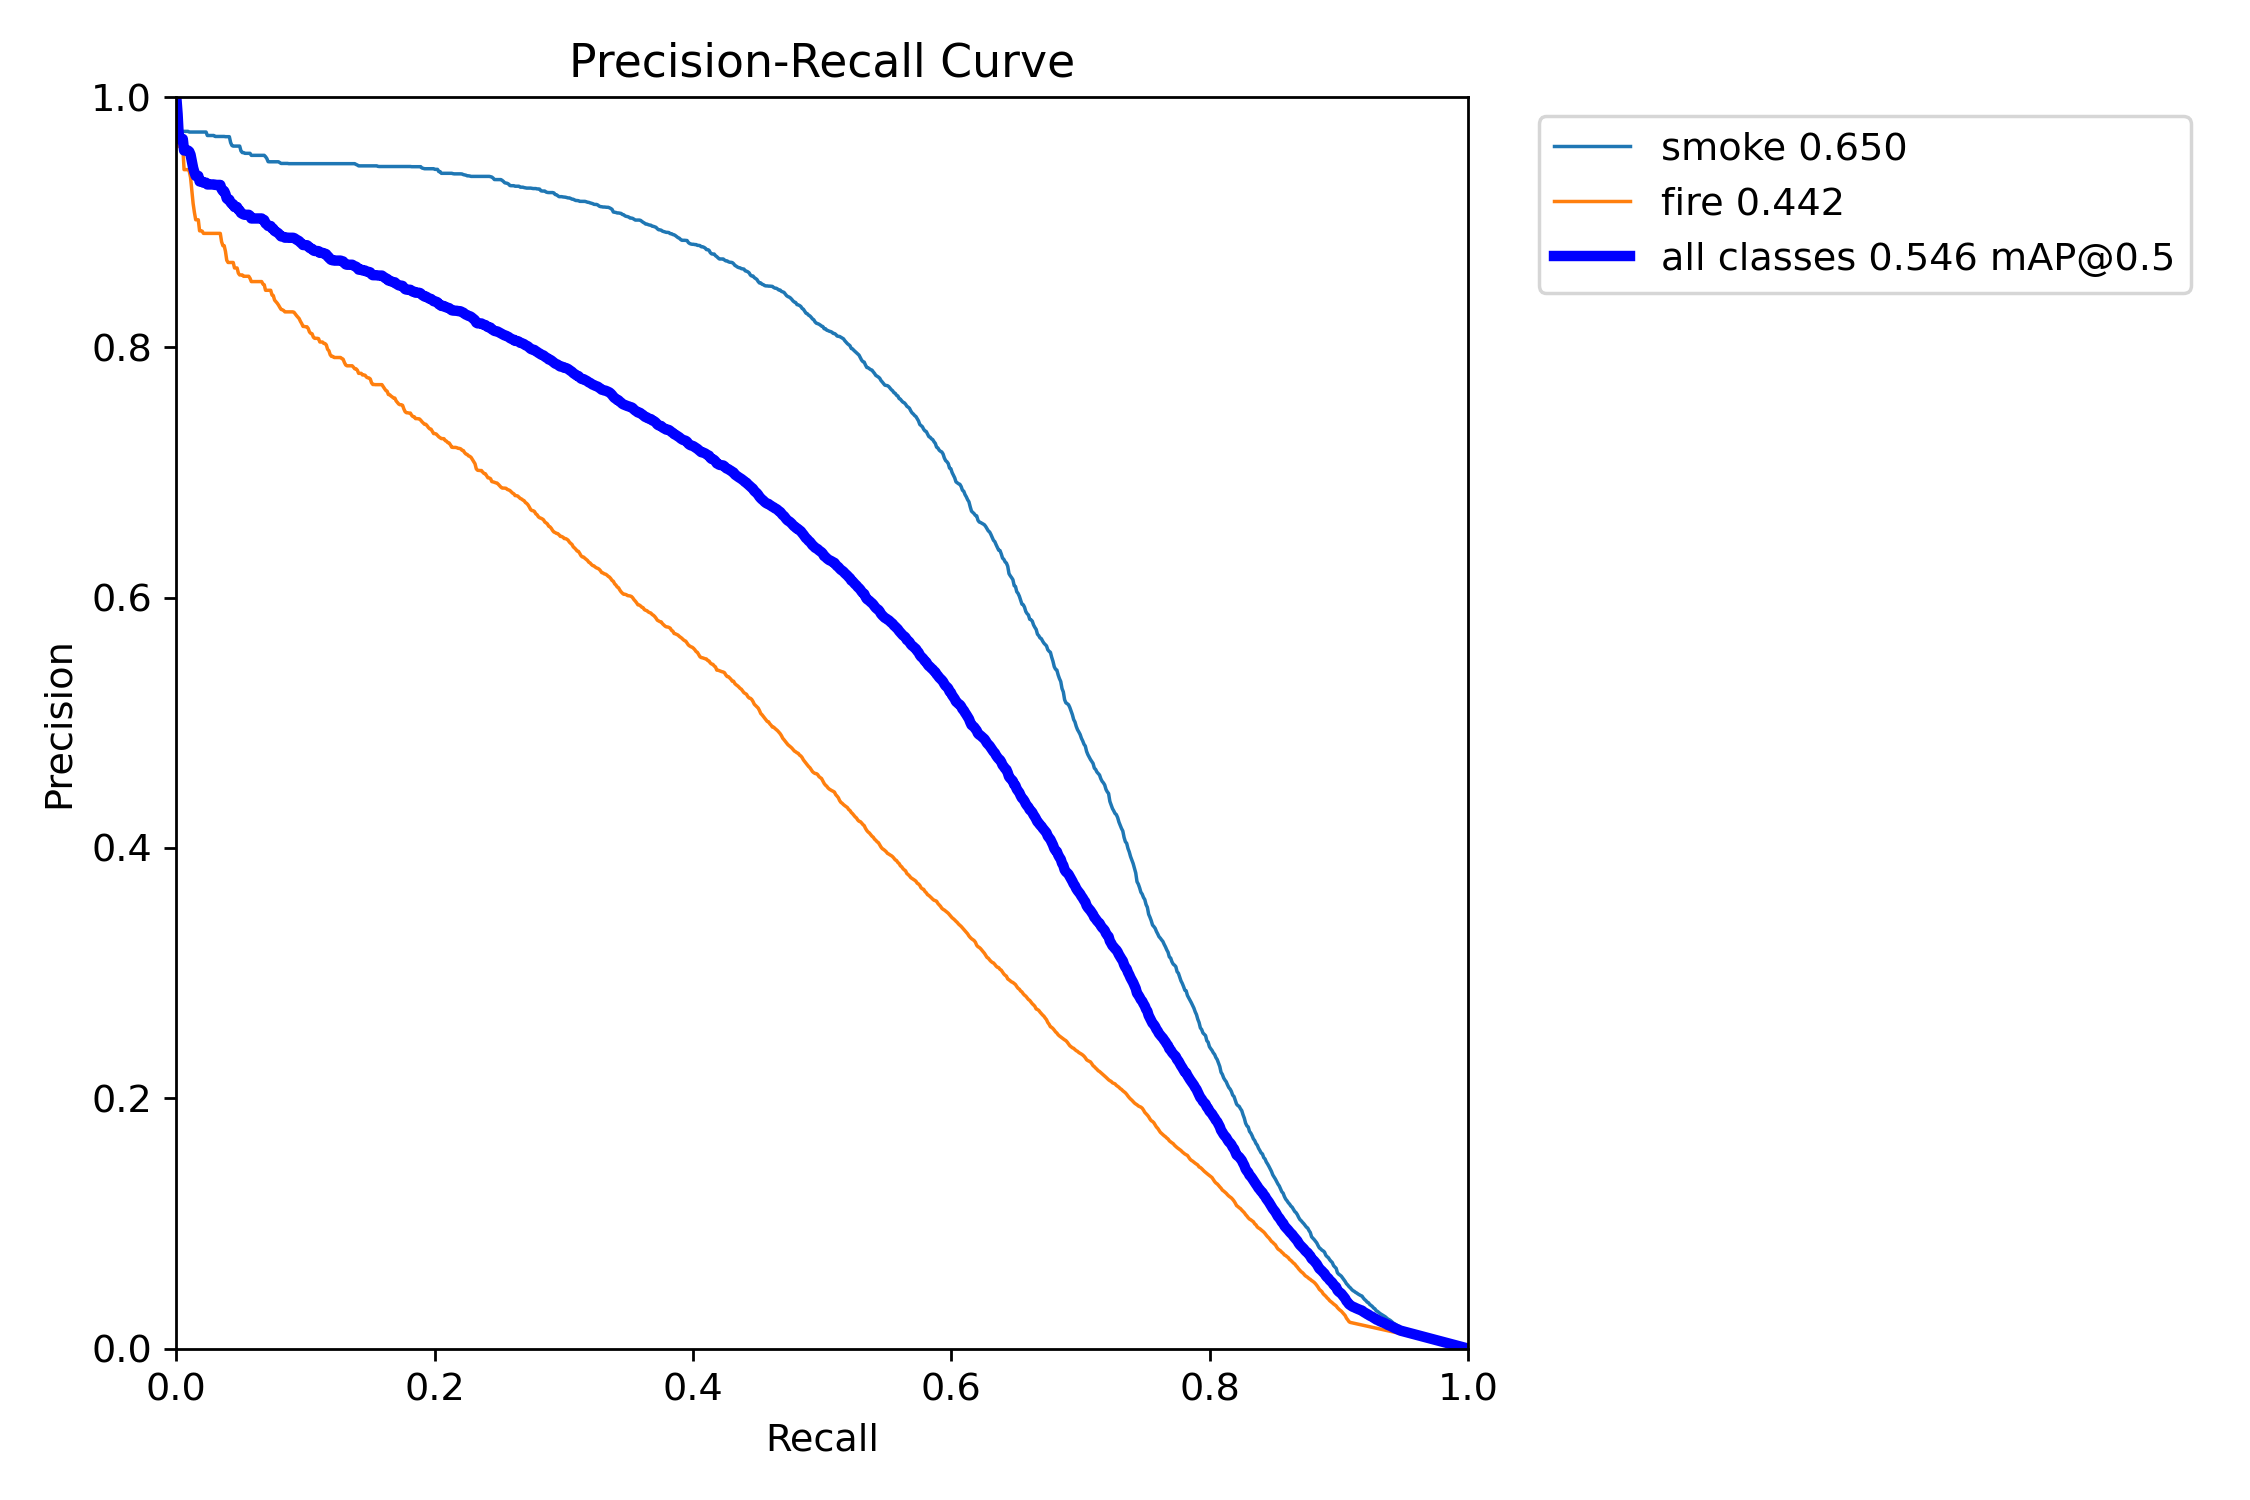 Precision-Recall Curve
smoke 0.650
fire 0.442
all classes 0.546 mAP@0.5
Precision
1.0
0.8
0.6
0.4
0.2
0.0
0.0 0.2 0.4 0.6 0.8 1.0
Recall